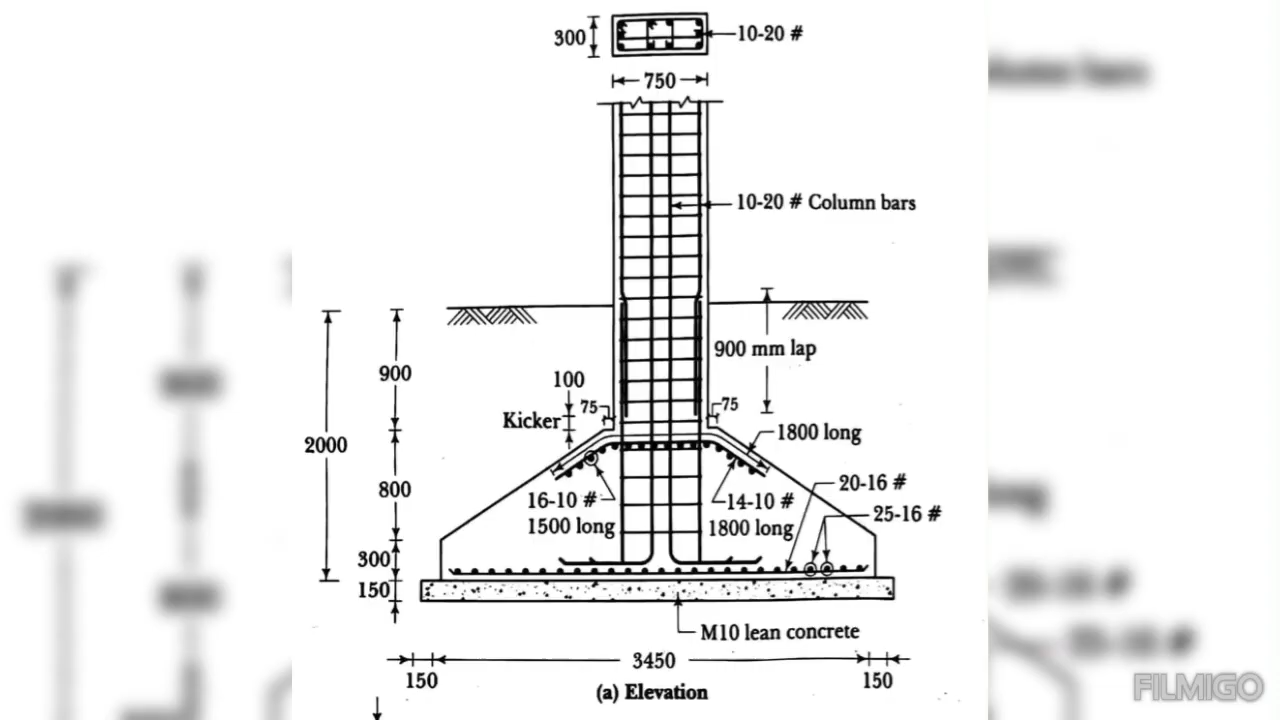 300
10-20 #
750
10-20 # Column bars
900 mm lap
900
100
75
75
Kicker
1800 long
2000
800
16-10 #
1500 long
14-10 #
1800 long
20-16 #
25-16 #
300
150
M10 lean concrete
3450
150
150
(a) Elevation
FILMIGO